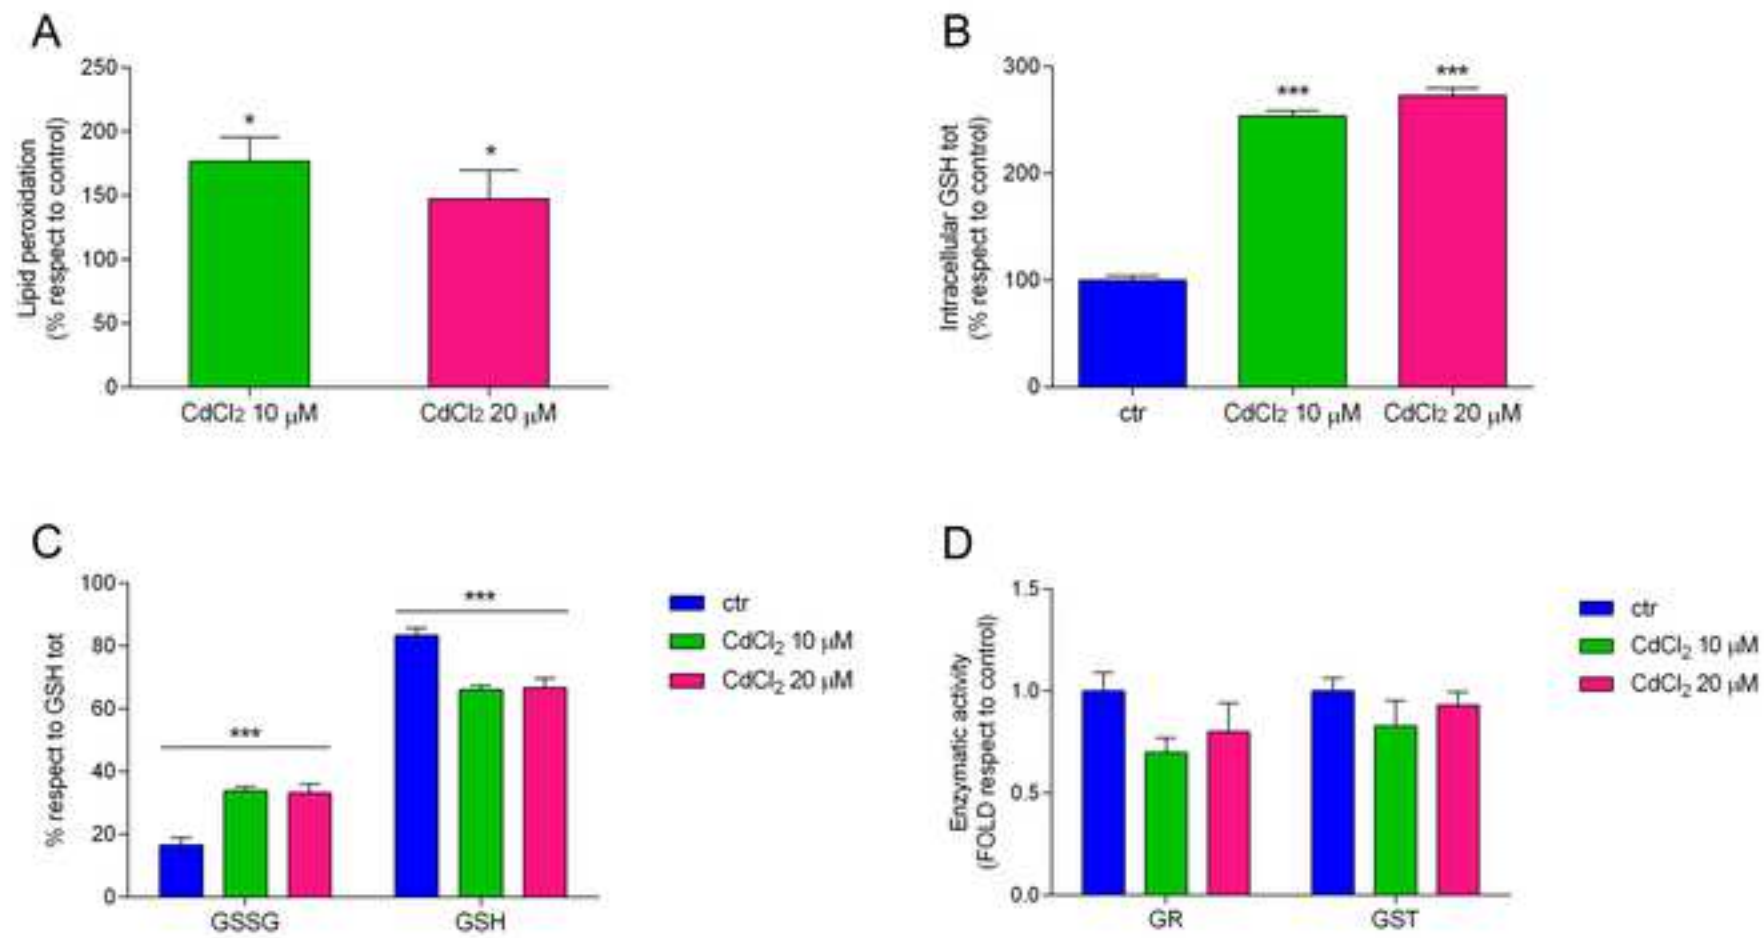 A
Lipid peroxidation
(% respect to control)
250
200
150
100
50
0
*
*
CdCl2 10 µM
CdCl2 20 µM
B
Intracellular GSH tot
(% respect to control)
300
200
100
0
***
***
ctr
CdCl2 10 µM
CdCl2 20 µM
C
% respect to GSH tot
100
80
60
40
20
0
***
***
GSSG
GSH
ctr
CdCl2 10 µM
CdCl2 20 µM
D
Enzymatic activity
(FOLD respect to control)
1.5
1.0
0.5
0.0
GR
GST
ctr
CdCl2 10 µM
CdCl2 20 µM